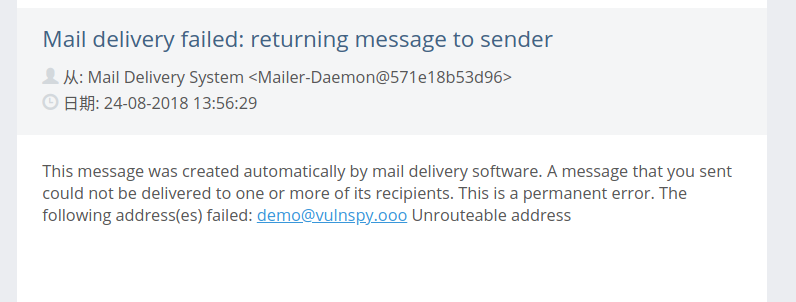 Mail delivery failed: returning message to sender
从: Mail Delivery System <Mailer-Daemon@571e18b53d96>
日期: 24-08-2018 13:56:29
This message was created automatically by mail delivery software. A message that you sent
could not be delivered to one or more of its recipients. This is a permanent error. The
following address(es) failed: demo@vulnspy.ooo Unrouteable address